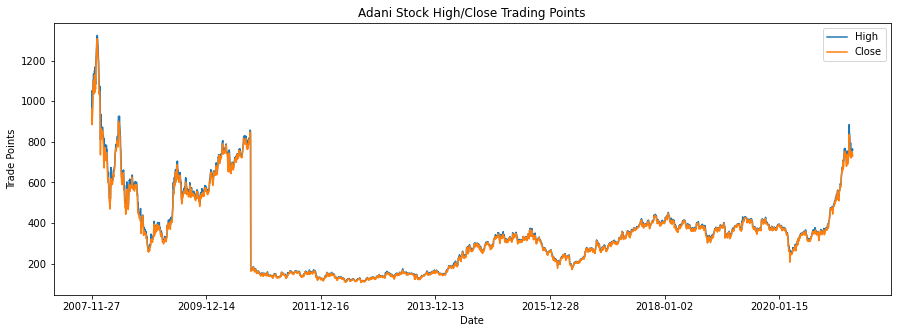 Adani Stock High/Close Trading Points
High
Close
1200
1000
800
600
400
200
Trade Points
2007-11-27
2009-12-14
2011-12-16
2013-12-13
2015-12-28
2018-01-02
2020-01-15
Date